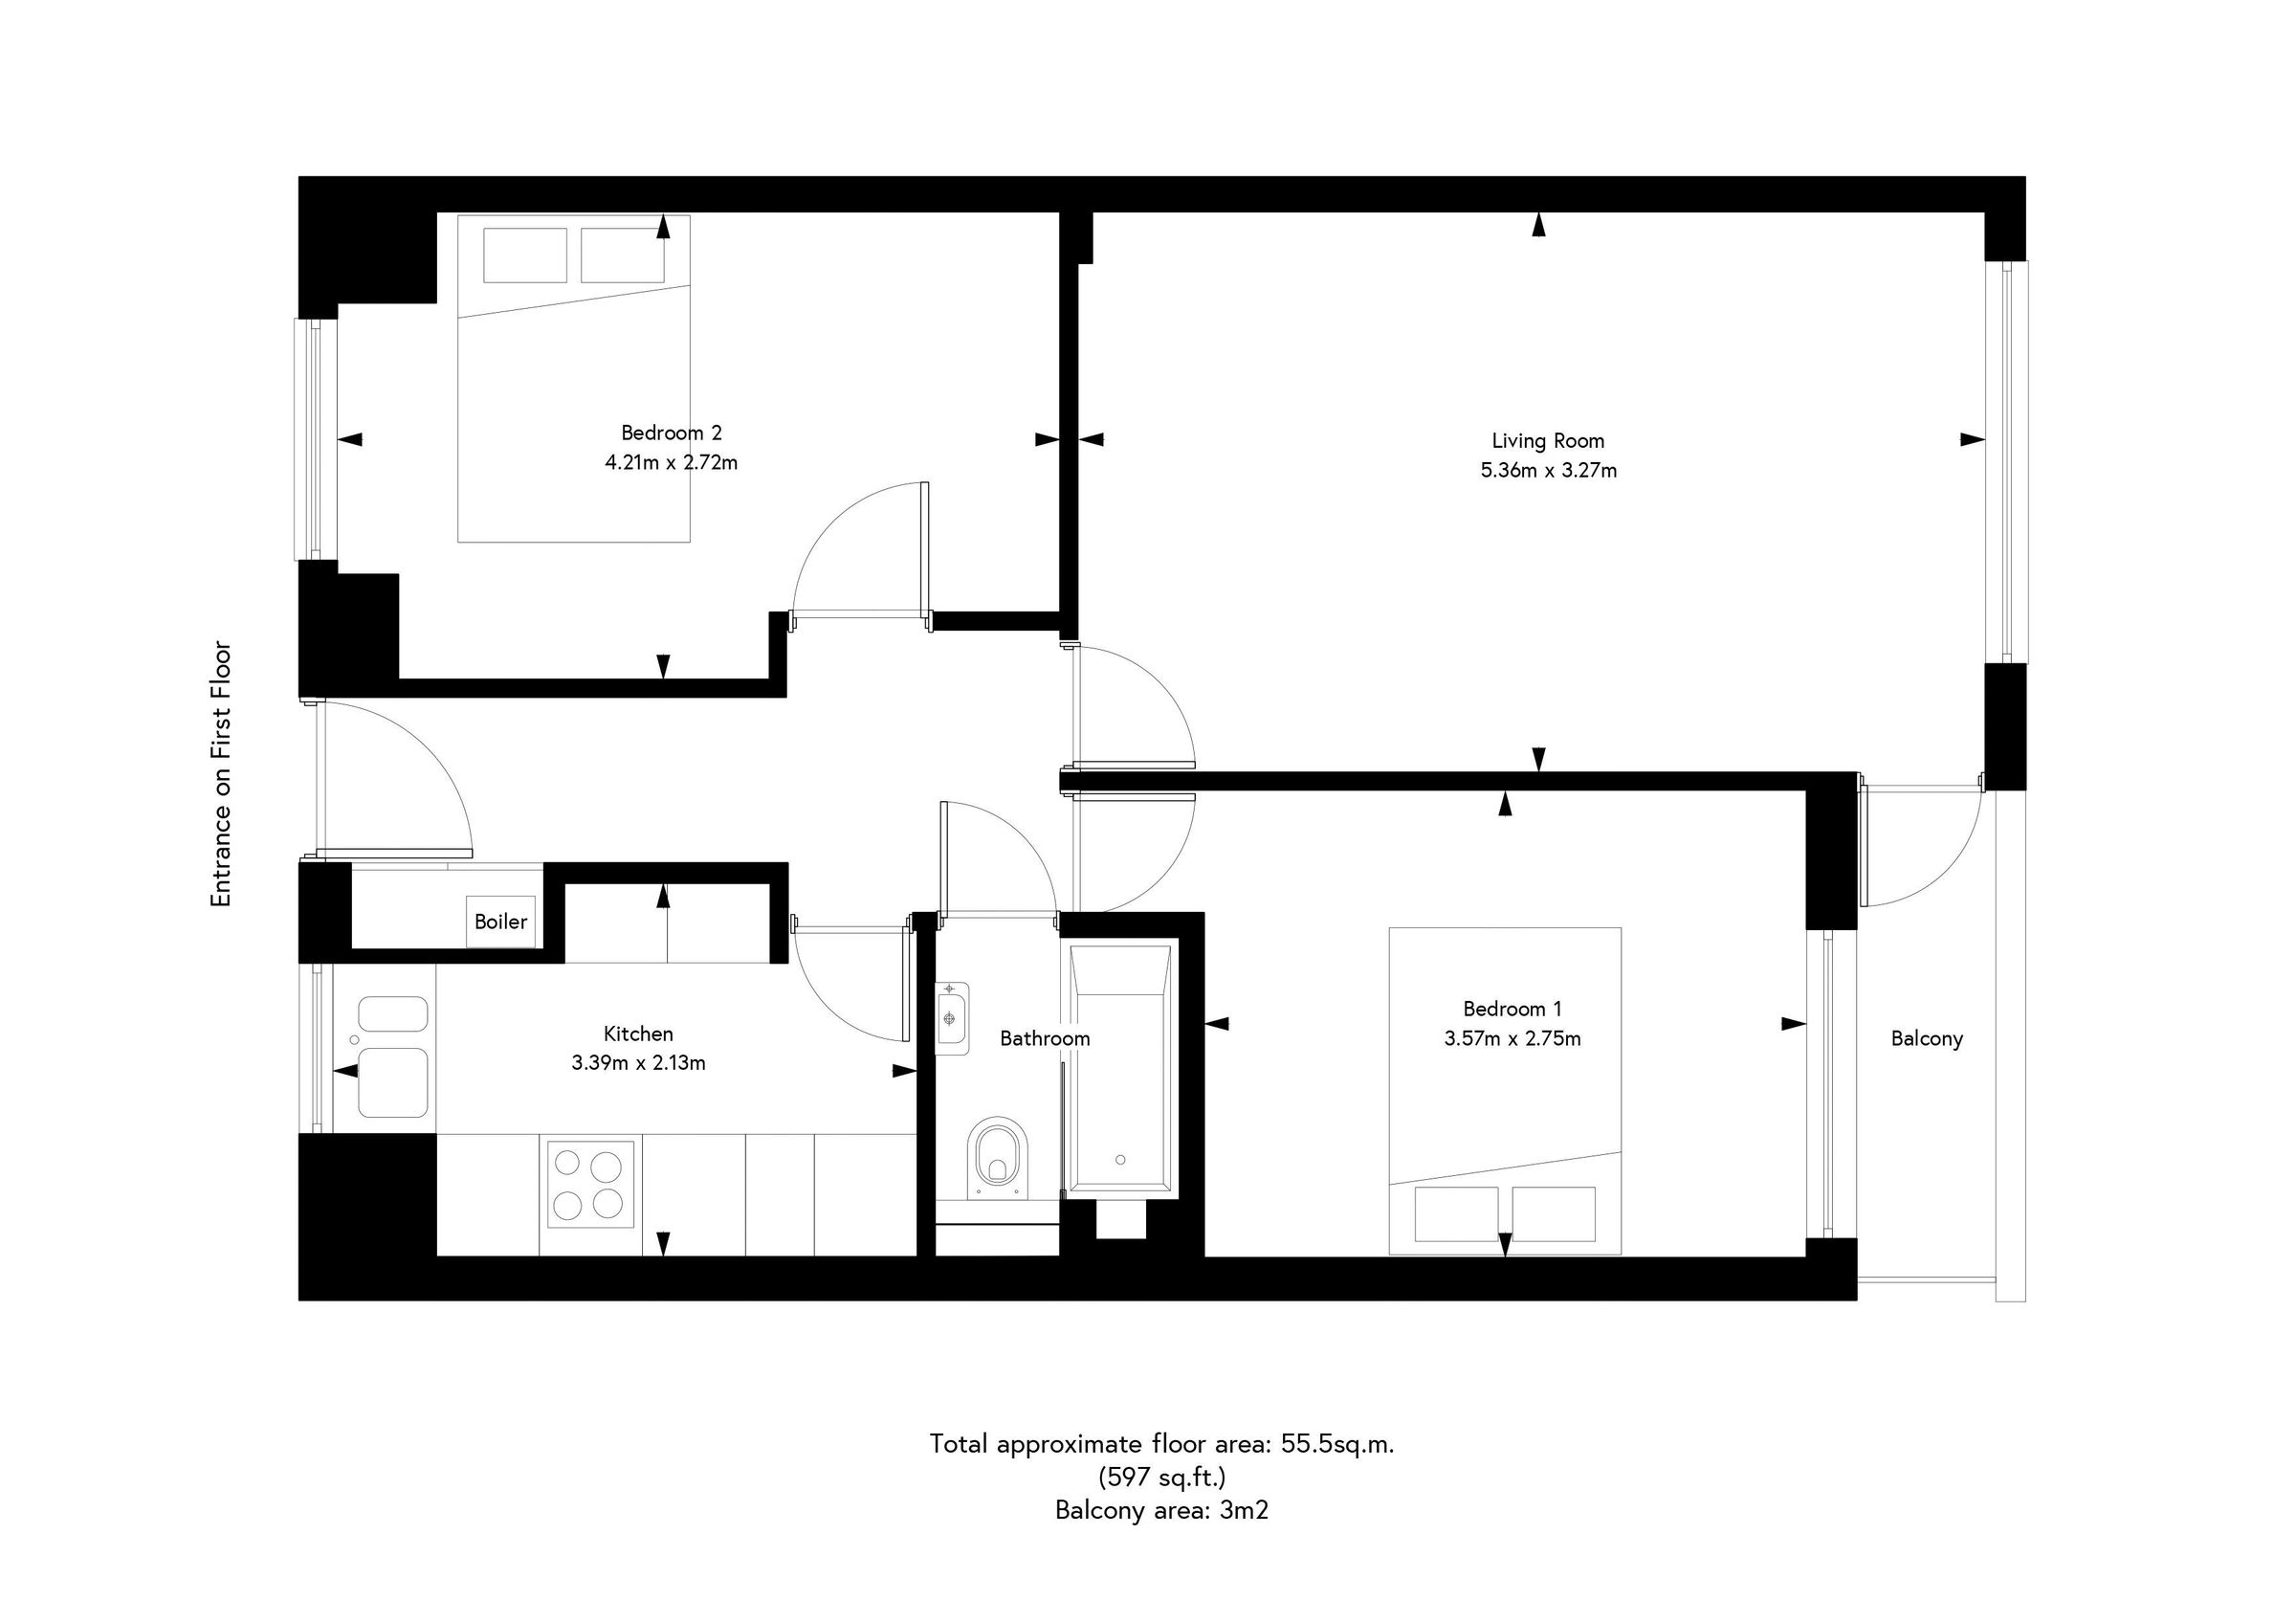 Bedroom 2
4.21m x 2.72m
Living Room
5.36m x 3.27m
Entrance on First Floor
Boiler
Kitchen
3.39m x 2.13m
Bathroom
Bedroom 1
3.57m x 2.75m
Balcony
Total approximate floor area: 55.5sq.m.
(597 sq.ft.)
Balcony area: 3m2